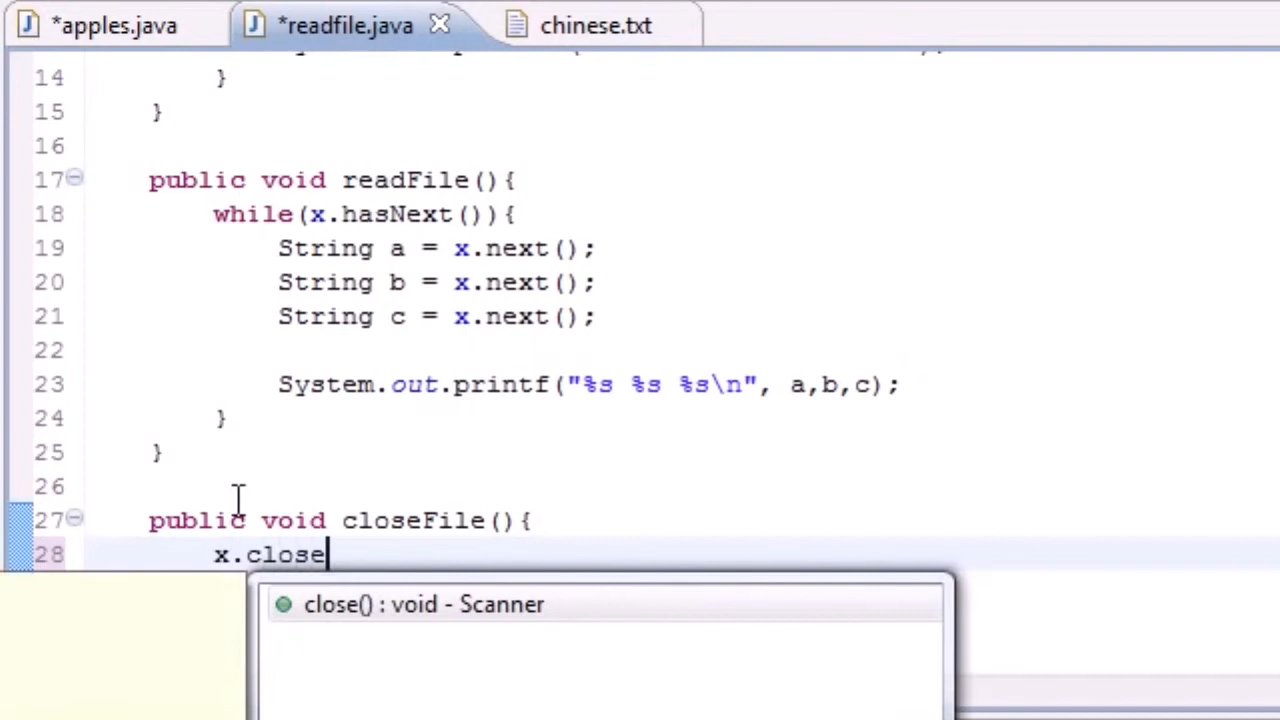 *apples.java *readfile.java chinese.txt
14 }
15 }
16
17 public void readFile(){
18 while(x.hasNext()){
19 String a = x.next();
20 String b = x.next();
21 String c = x.next();
22
23 System.out.printf("%s %s %s\n", a,b,c);
24 }
25 }
26
27 public void closeFile(){
28 x.close
close() : void - Scanner